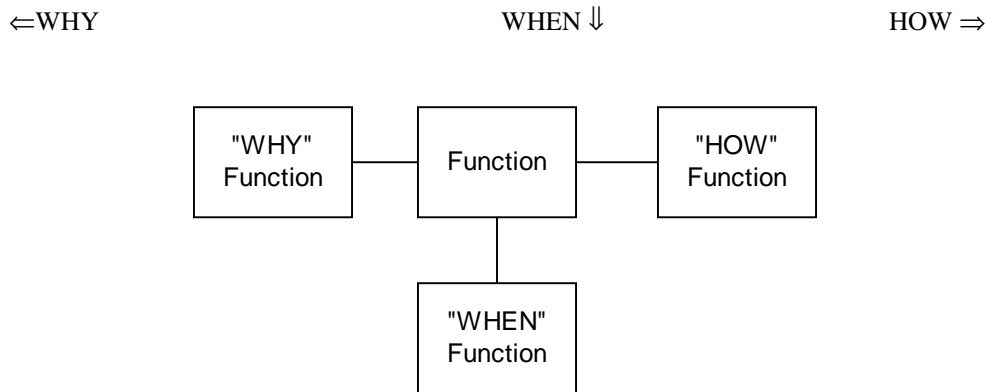 ⇐WHY WHEN ⇓ HOW ⇒
"WHY"
Function
Function
"HOW"
Function
"WHEN"
Function